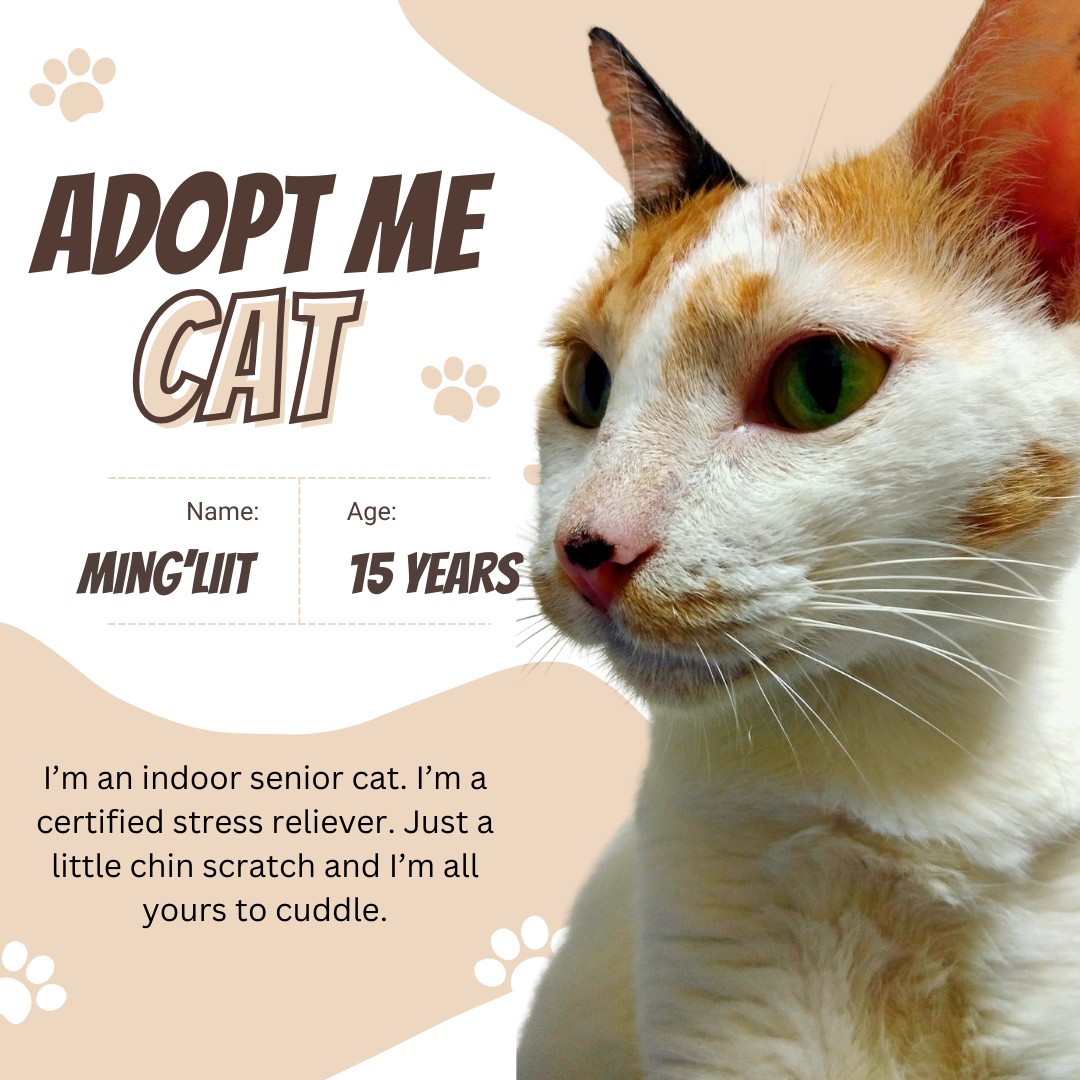 ADOPT ME
CAT
Name:
Age:
MING'LIIT
15 YEARS
I'm an indoor senior cat. I'm a
certified stress reliever. Just a
little chin scratch and I'm all
yours to cuddle.